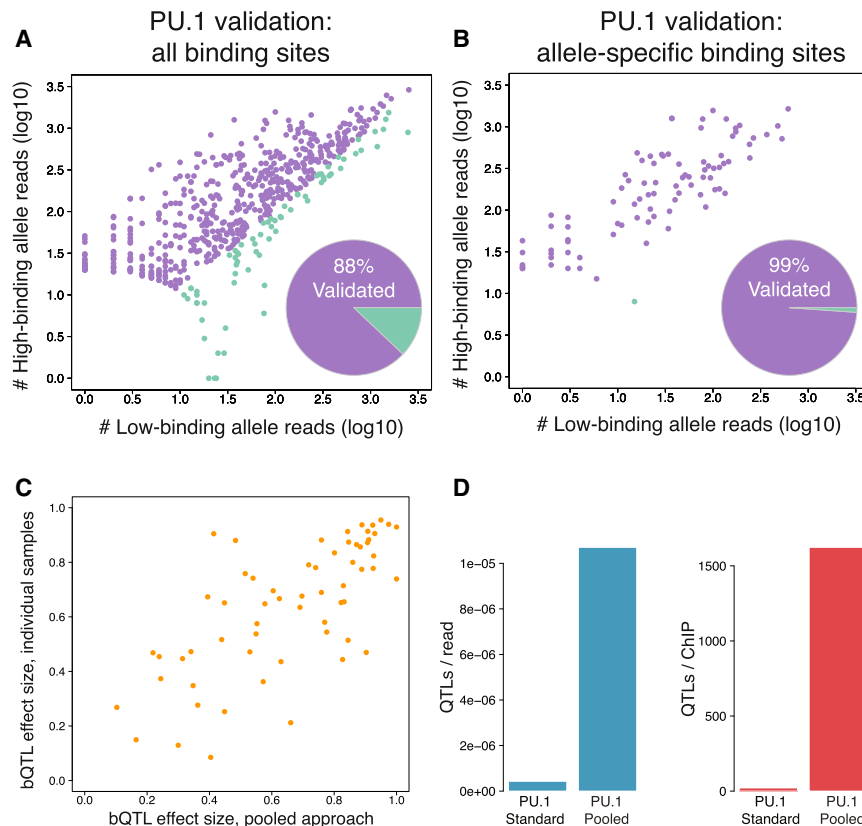 A
PU.1 validation:
all binding sites
# High-binding allele reads (log10)
3.5
3.0
2.5
2.0
1.5
1.0
0.5
0.0
88%
Validated
0.0 0.5 1.0 1.5 2.0 2.5 3.0 3.5
# Low-binding allele reads (log10)
B
PU.1 validation:
allele-specific binding sites
# High-binding allele reads (log10)
3.5
3.0
2.5
2.0
1.5
1.0
0.5
0.0
99%
Validated
0.0 0.5 1.0 1.5 2.0 2.5 3.0 3.5
# Low-binding allele reads (log10)
C
bQTL effect size, individual samples
1.0
0.8
0.6
0.4
0.2
0.0
0.0 0.2 0.4 0.6 0.8 1.0
bQTL effect size, pooled approach
D
QTLs / read
1e-05
8e-06
6e-06
4e-06
2e-06
0e+00
PU.1 PU.1
Standard Pooled
QTLs / ChIP
1500
1000
500
0
PU.1 PU.1
Standard Pooled